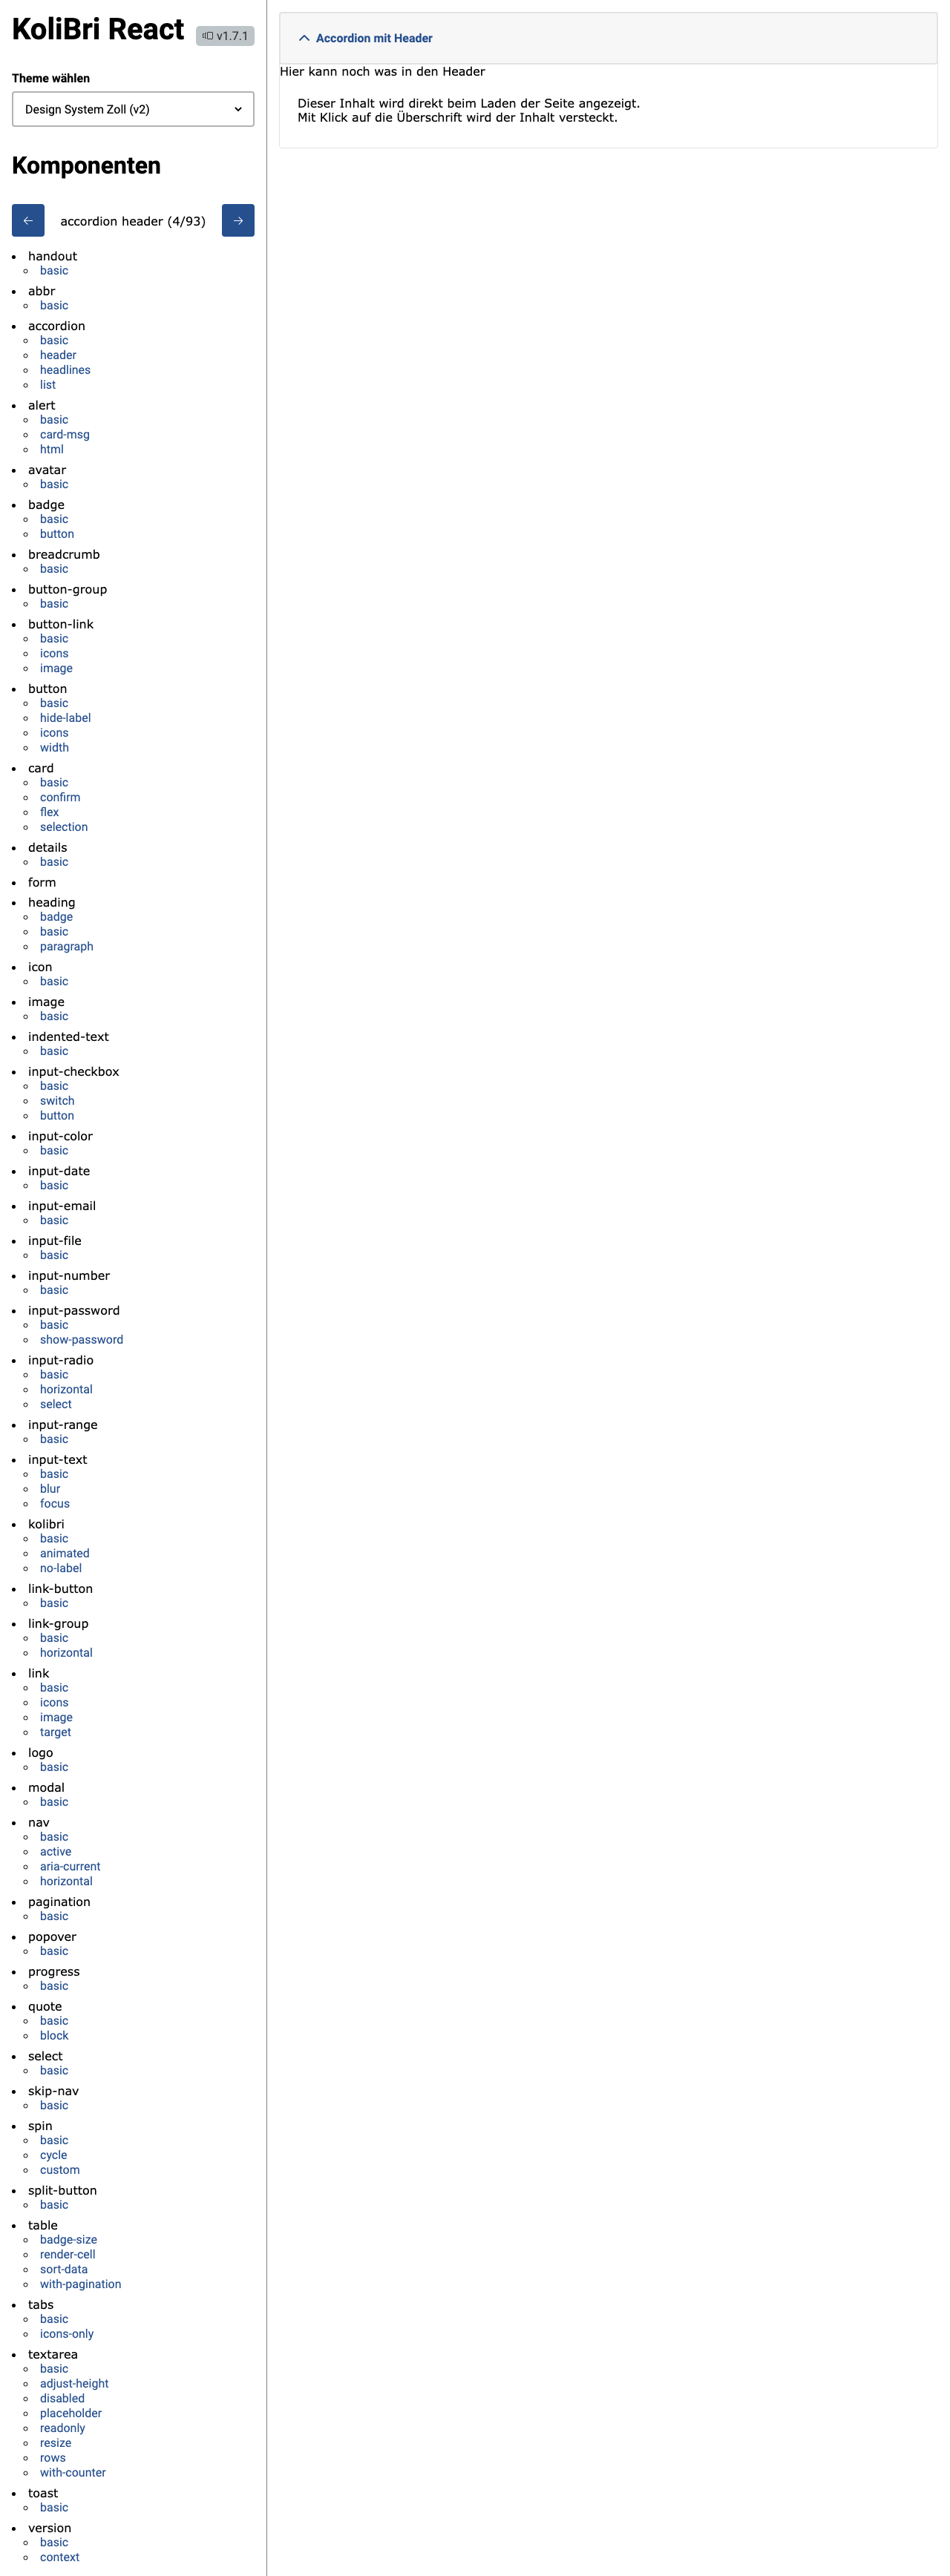 KoliBri React
v1.7.1
Theme wählen
Design System Zoll (v2)
Komponenten
accordion header (4/93)
handout
basic
abbr
basic
accordion
basic
header
headlines
list
alert
basic
card-msg
html
avatar
basic
badge
basic
button
breadcrumb
basic
button-group
basic
button-link
basic
icons
image
button
basic
hide-label
icons
width
card
basic
confirm
flex
selection
details
basic
form
heading
badge
basic
paragraph
icon
basic
image
basic
indented-text
basic
input-checkbox
basic
switch
button
input-color
basic
input-date
basic
input-email
basic
input-file
basic
input-number
basic
input-password
basic
show-password
input-radio
basic
horizontal
select
input-range
basic
input-text
basic
blur
focus
kolibri
basic
animated
no-label
link-button
basic
link-group
basic
horizontal
link
basic
icons
image
target
logo
basic
modal
basic
nav
basic
active
aria-current
horizontal
pagination
basic
popover
basic
progress
basic
quote
basic
block
select
basic
skip-nav
basic
spin
basic
cycle
custom
split-button
basic
table
badge-size
render-cell
sort-data
with-pagination
tabs
basic
icons-only
textarea
basic
adjust-height
disabled
placeholder
readonly
resize
rows
with-counter
toast
basic
version
basic
context
Accordion mit Header
Hier kann noch was in den Header
Dieser Inhalt wird direkt beim Laden der Seite angezeigt.
Mit Klick auf die Überschrift wird der Inhalt versteckt.